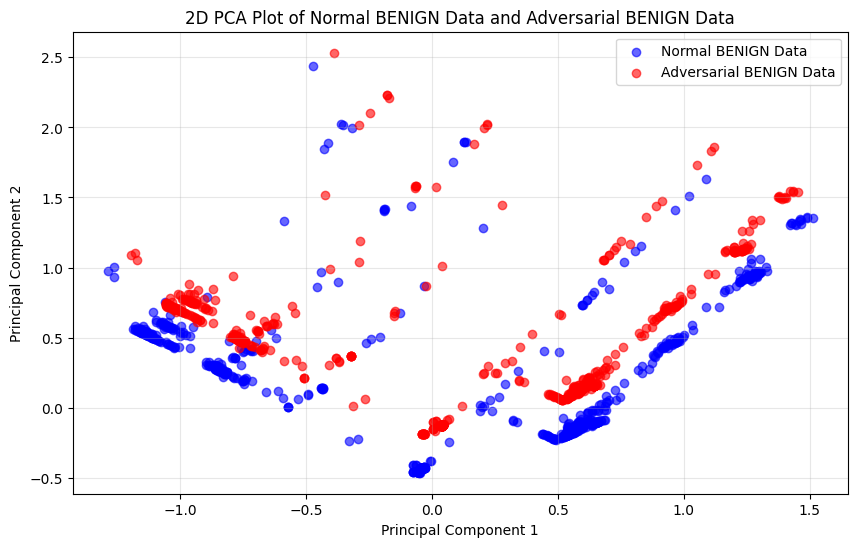 2D PCA Plot of Normal BENIGN Data and Adversarial BENIGN Data
Normal BENIGN Data
Adversarial BENIGN Data
Principal Component 2
2.5
2.0
1.5
1.0
0.5
0.0
−0.5
−1.0
−0.5
0.0
0.5
1.0
1.5
Principal Component 1